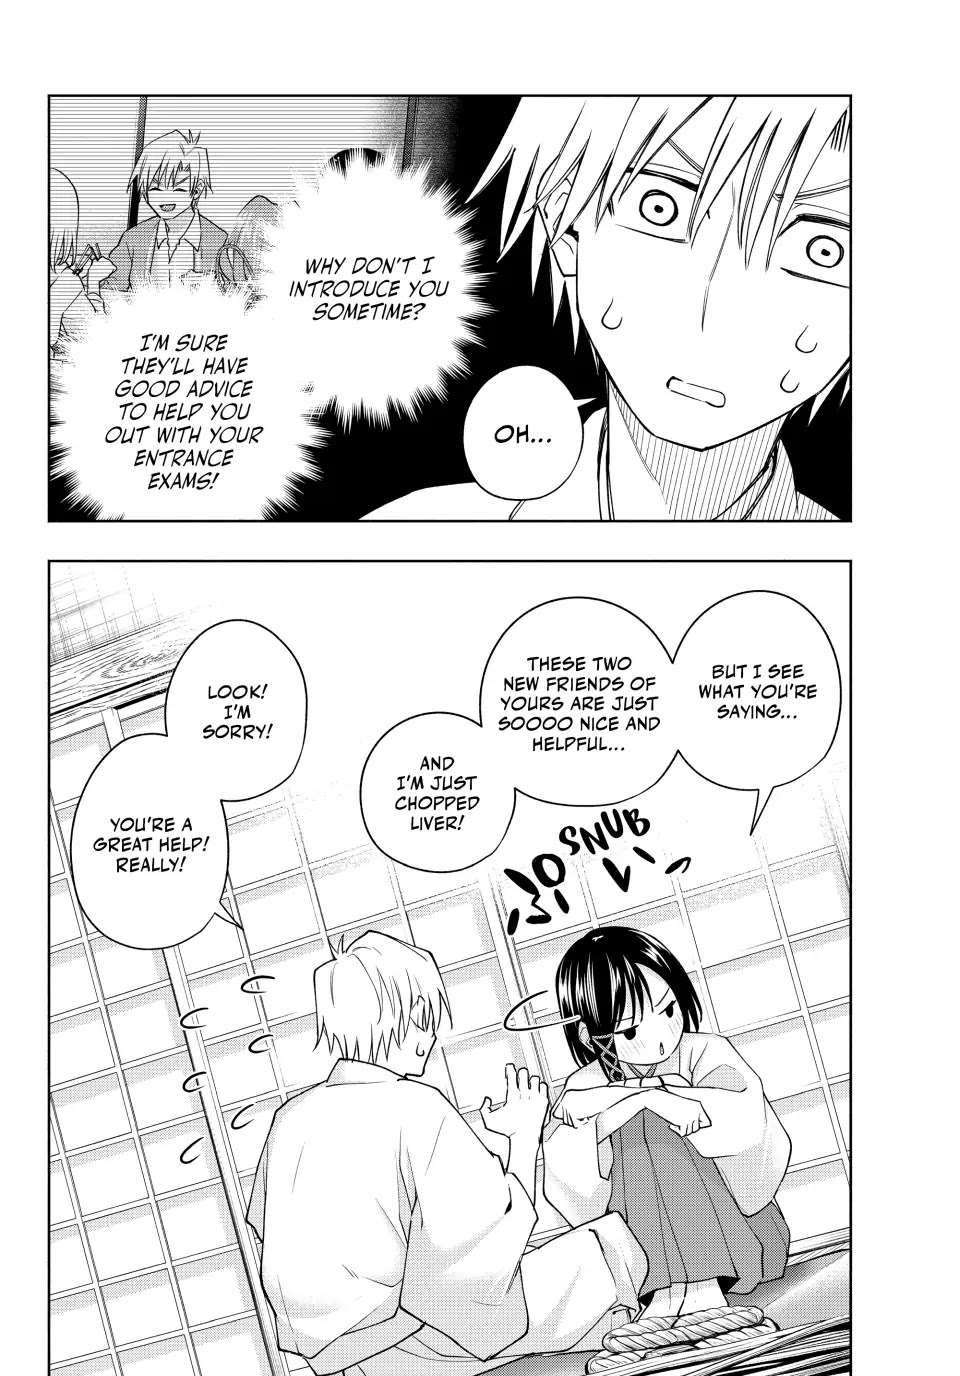 WHY DON'T I
INTRODUCE YOU
SOMETIME?
I'M SURE
THEY'LL HAVE
GOOD ADVICE
TO HELP YOU
OUT WITH YOUR
ENTRANCE
EXAMS!
OH...
BUT I SEE
WHAT YOU'RE
SAYING...
THESE TWO
NEW FRIENDS OF
YOURS ARE JUST
SOOOO NICE AND
HELPFUL...
AND
I'M JUST
CHOPPED
LIVER!
SNUB
ぷい
LOOK!
I'M
SORRY!
YOU'RE A
GREAT HELP!
REALLY!